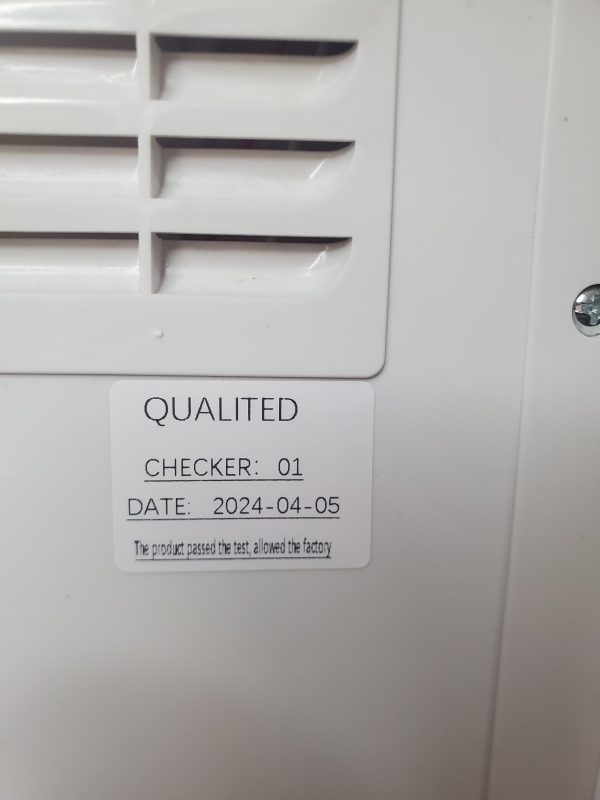 QUALITED
CHECKER: 01
DATE: 2024-04-05
The product passed the test, allowed the factory